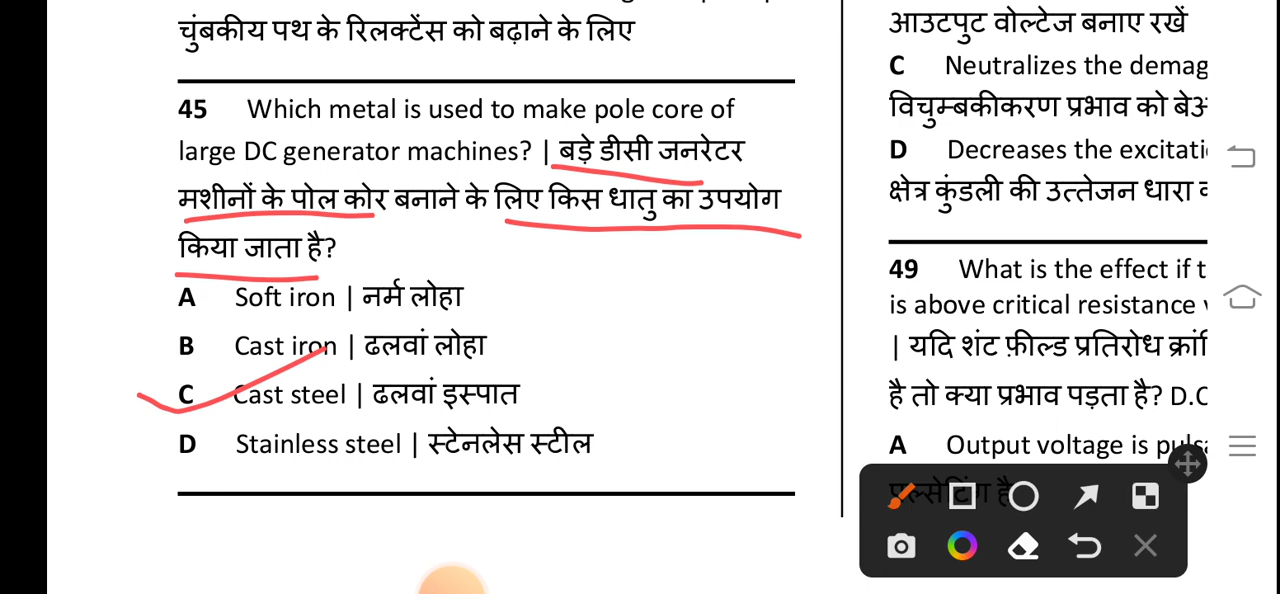 चुंबकीय पथ के रिलक्टेंस को बढ़ाने के लिए
45 Which metal is used to make pole core of
large DC generator machines? | बड़े डीसी जनरेटर
मशीनों के पोल कोर बनाने के लिए किस धातु का उपयोग
किया जाता है?
A Soft iron | नर्म लोहा
B Cast iron | ढलवां लोहा
C Cast steel | ढलवां इस्पात
D Stainless steel | स्टेनलेस स्टील
आउटपुट वोल्टेज बनाए रखें
C Neutralizes the demag
विचुम्बकीकरण प्रभाव को
D Decreases the excitati
क्षेत्र कुंडली की उत्तेजन धारा
49 What is the effect if t
is above critical resistance
| यदि शंट फ़ील्ड प्रतिरोध
है तो क्या प्रभाव पड़ता है? D.C
A Output voltage is